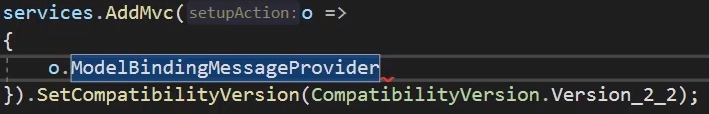 services.AddMvc(setupAction:o =>
{
o.ModelBindingMessageProvider
}).SetCompatibilityVersion(CompatibilityVersion.Version_2_2);